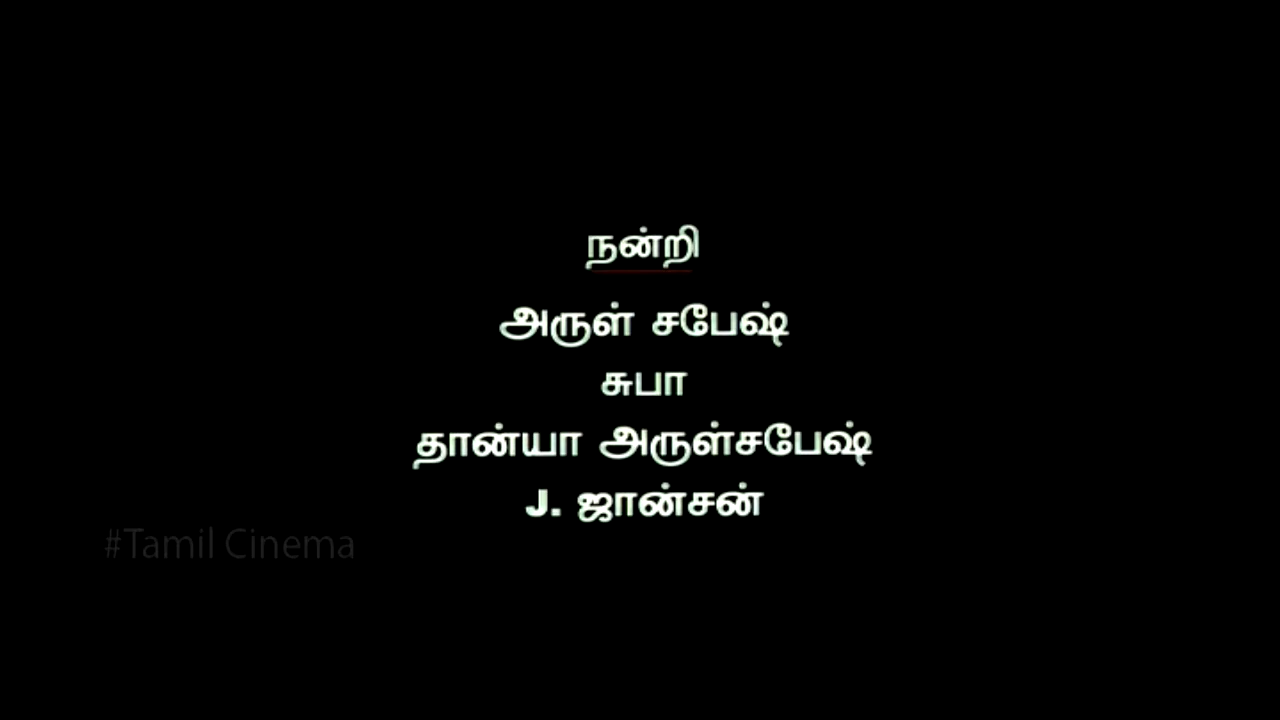 நன்றி
அருள் சபேஷ்
சுபா
தான்யா அருள்சபேஷ்
J. ஜான்சன்
#Tamil Cinema